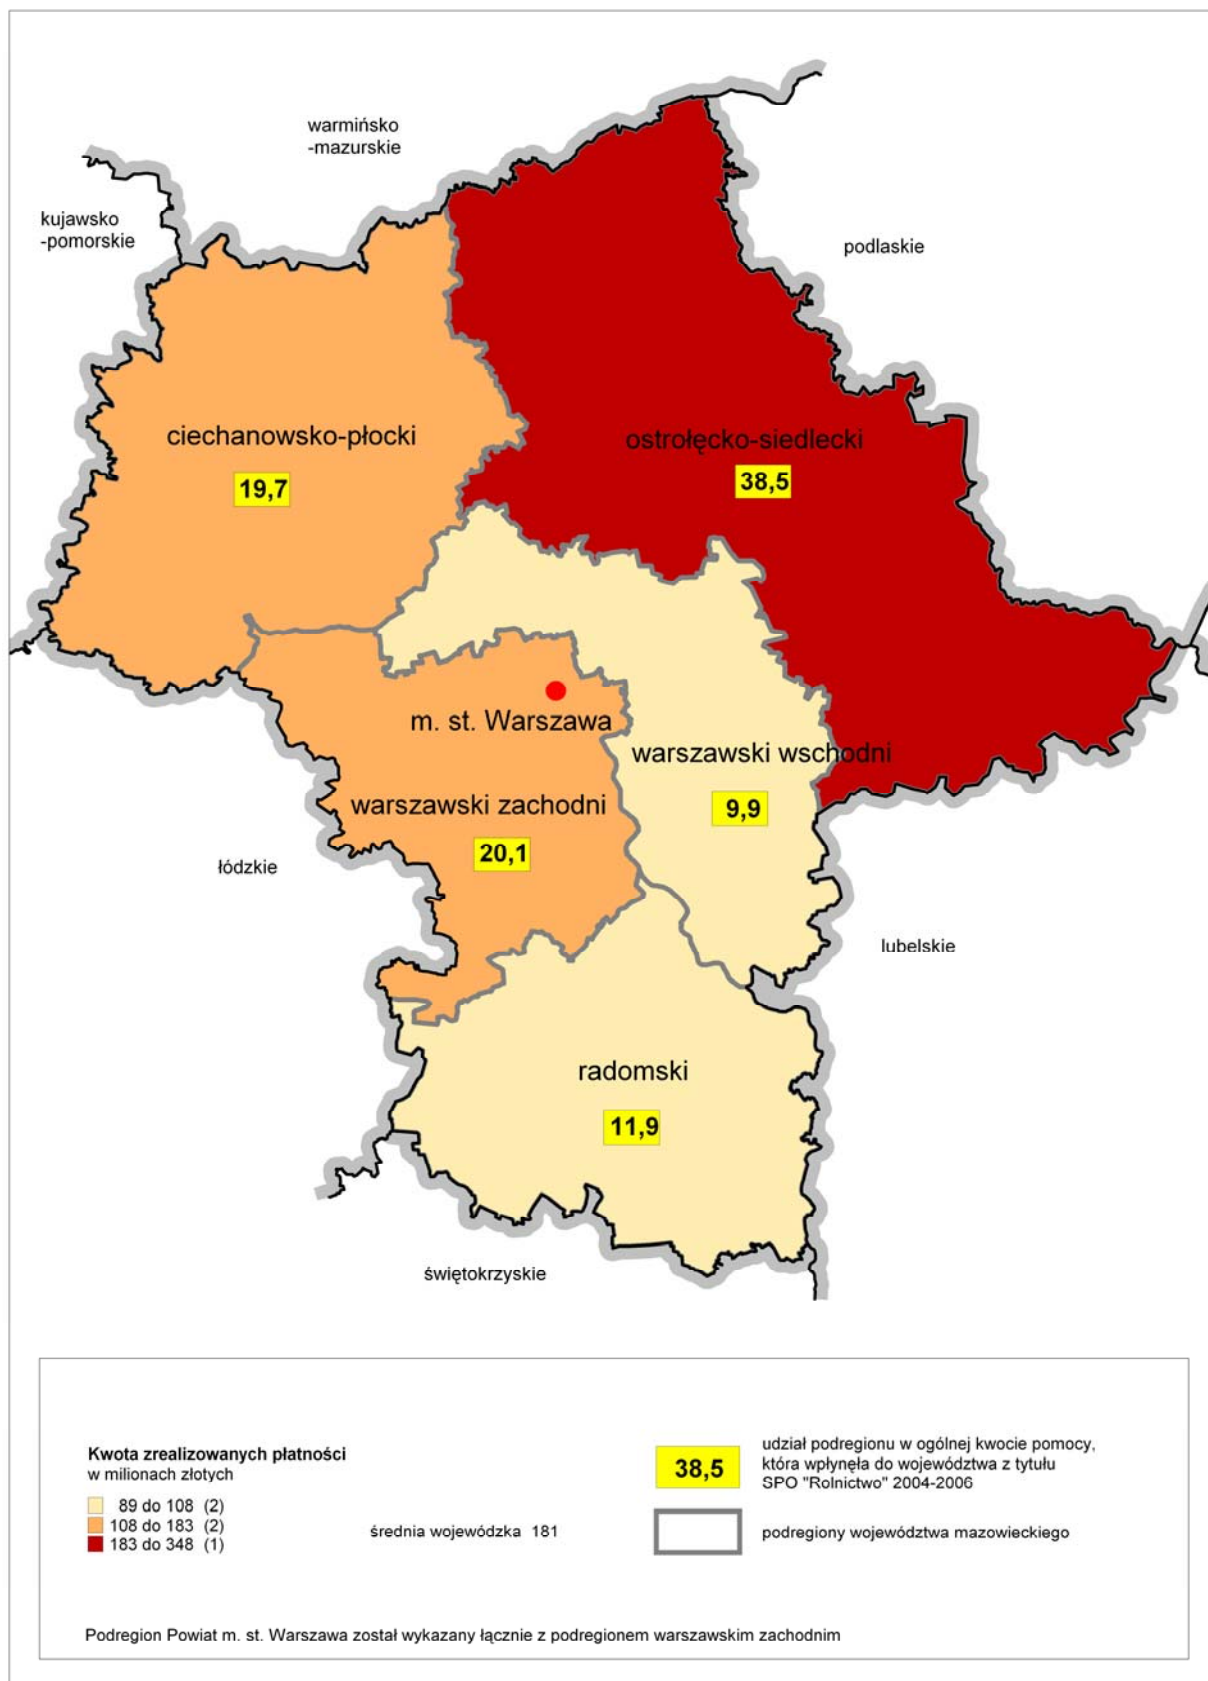 warmińsko
-mazurskie
kujawsko
-pomorskie
podlaskie
ciechanowsko-płocki
19,7
ostrołęcko-siedlecki
38,5
m. st. Warszawa
warszawski wschodni
9,9
warszawski zachodni
20,1
łódzkie
lubelskie
radomski
11,9
świętokrzyskie
Kwota zrealizowanych płatności
w milionach złotych
89 do 108 (2)
108 do 183 (2)
183 do 348 (1)
średnia wojewódzka 181
38,5
udział podregionu w ogólnej kwocie pomocy,
która wpłynęła do województwa z tytułu
SPO "Rolnictwo" 2004-2006
podregiony województwa mazowieckiego
Podregion Powiat m. st. Warszawa został wykazany łącznie z podregionem warszawskim zachodnim